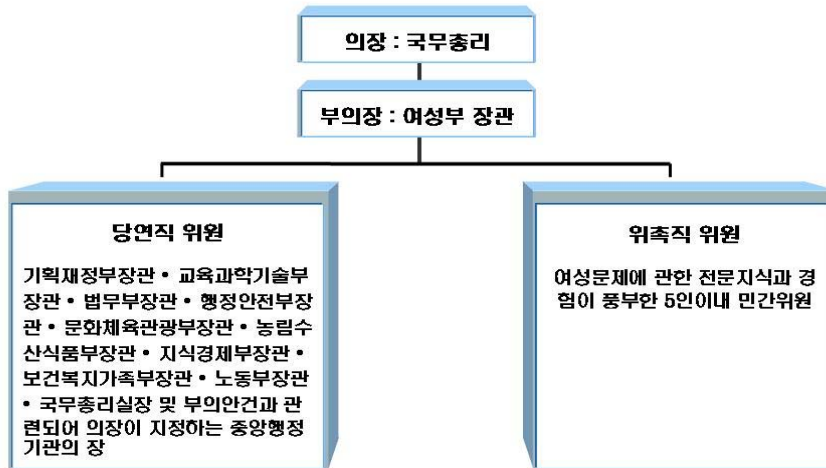 의장 : 국무총리
부의장 : 여성부 장관
당연직 위원
기획재정부장관 • 교육과학기술부
장관 • 법무부장관 • 행정안전부장
관 • 문화체육관광부장관 • 농림수
산식품부장관 • 지식경제부장관 •
보건복지가족부장관 • 노동부장관
• 국무총리실장 및 부의안건과 관
련되어 의장이 지정하는 중앙행정
기관의 장
위촉직 위원
여성문제에 관한 전문지식과 경
험이 풍부한 5인이내 민간위원